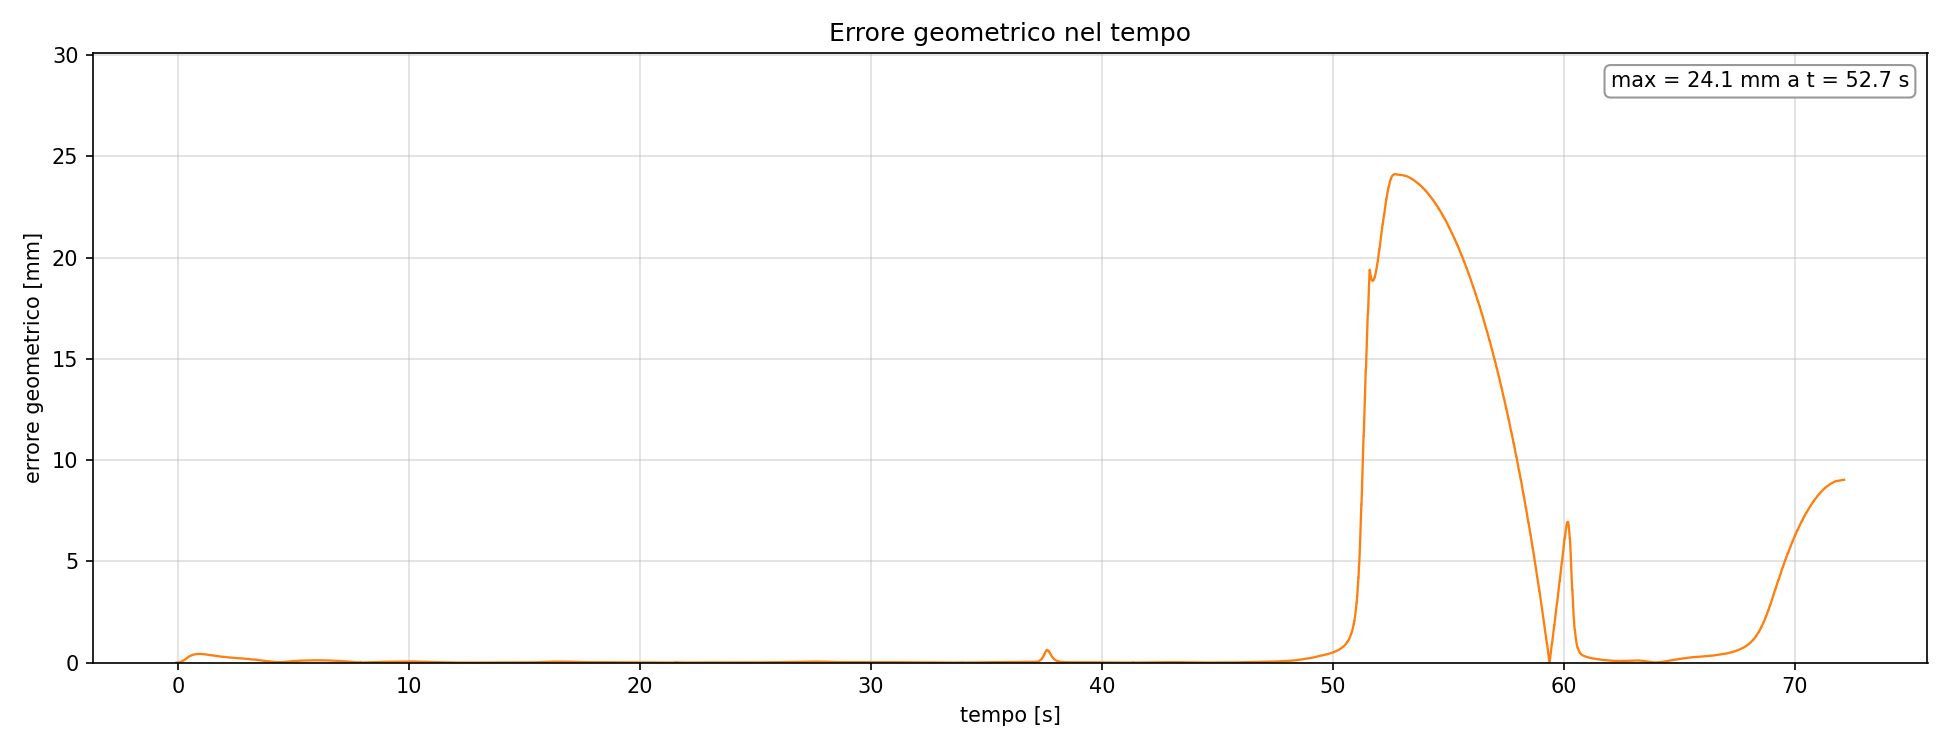 Errore geometrico nel tempo
max = 24.1 mm a t = 52.7 s
errore geometrico [mm]
30
25
20
15
10
5
0
0 10 20 30 40 50 60 70
tempo [s]